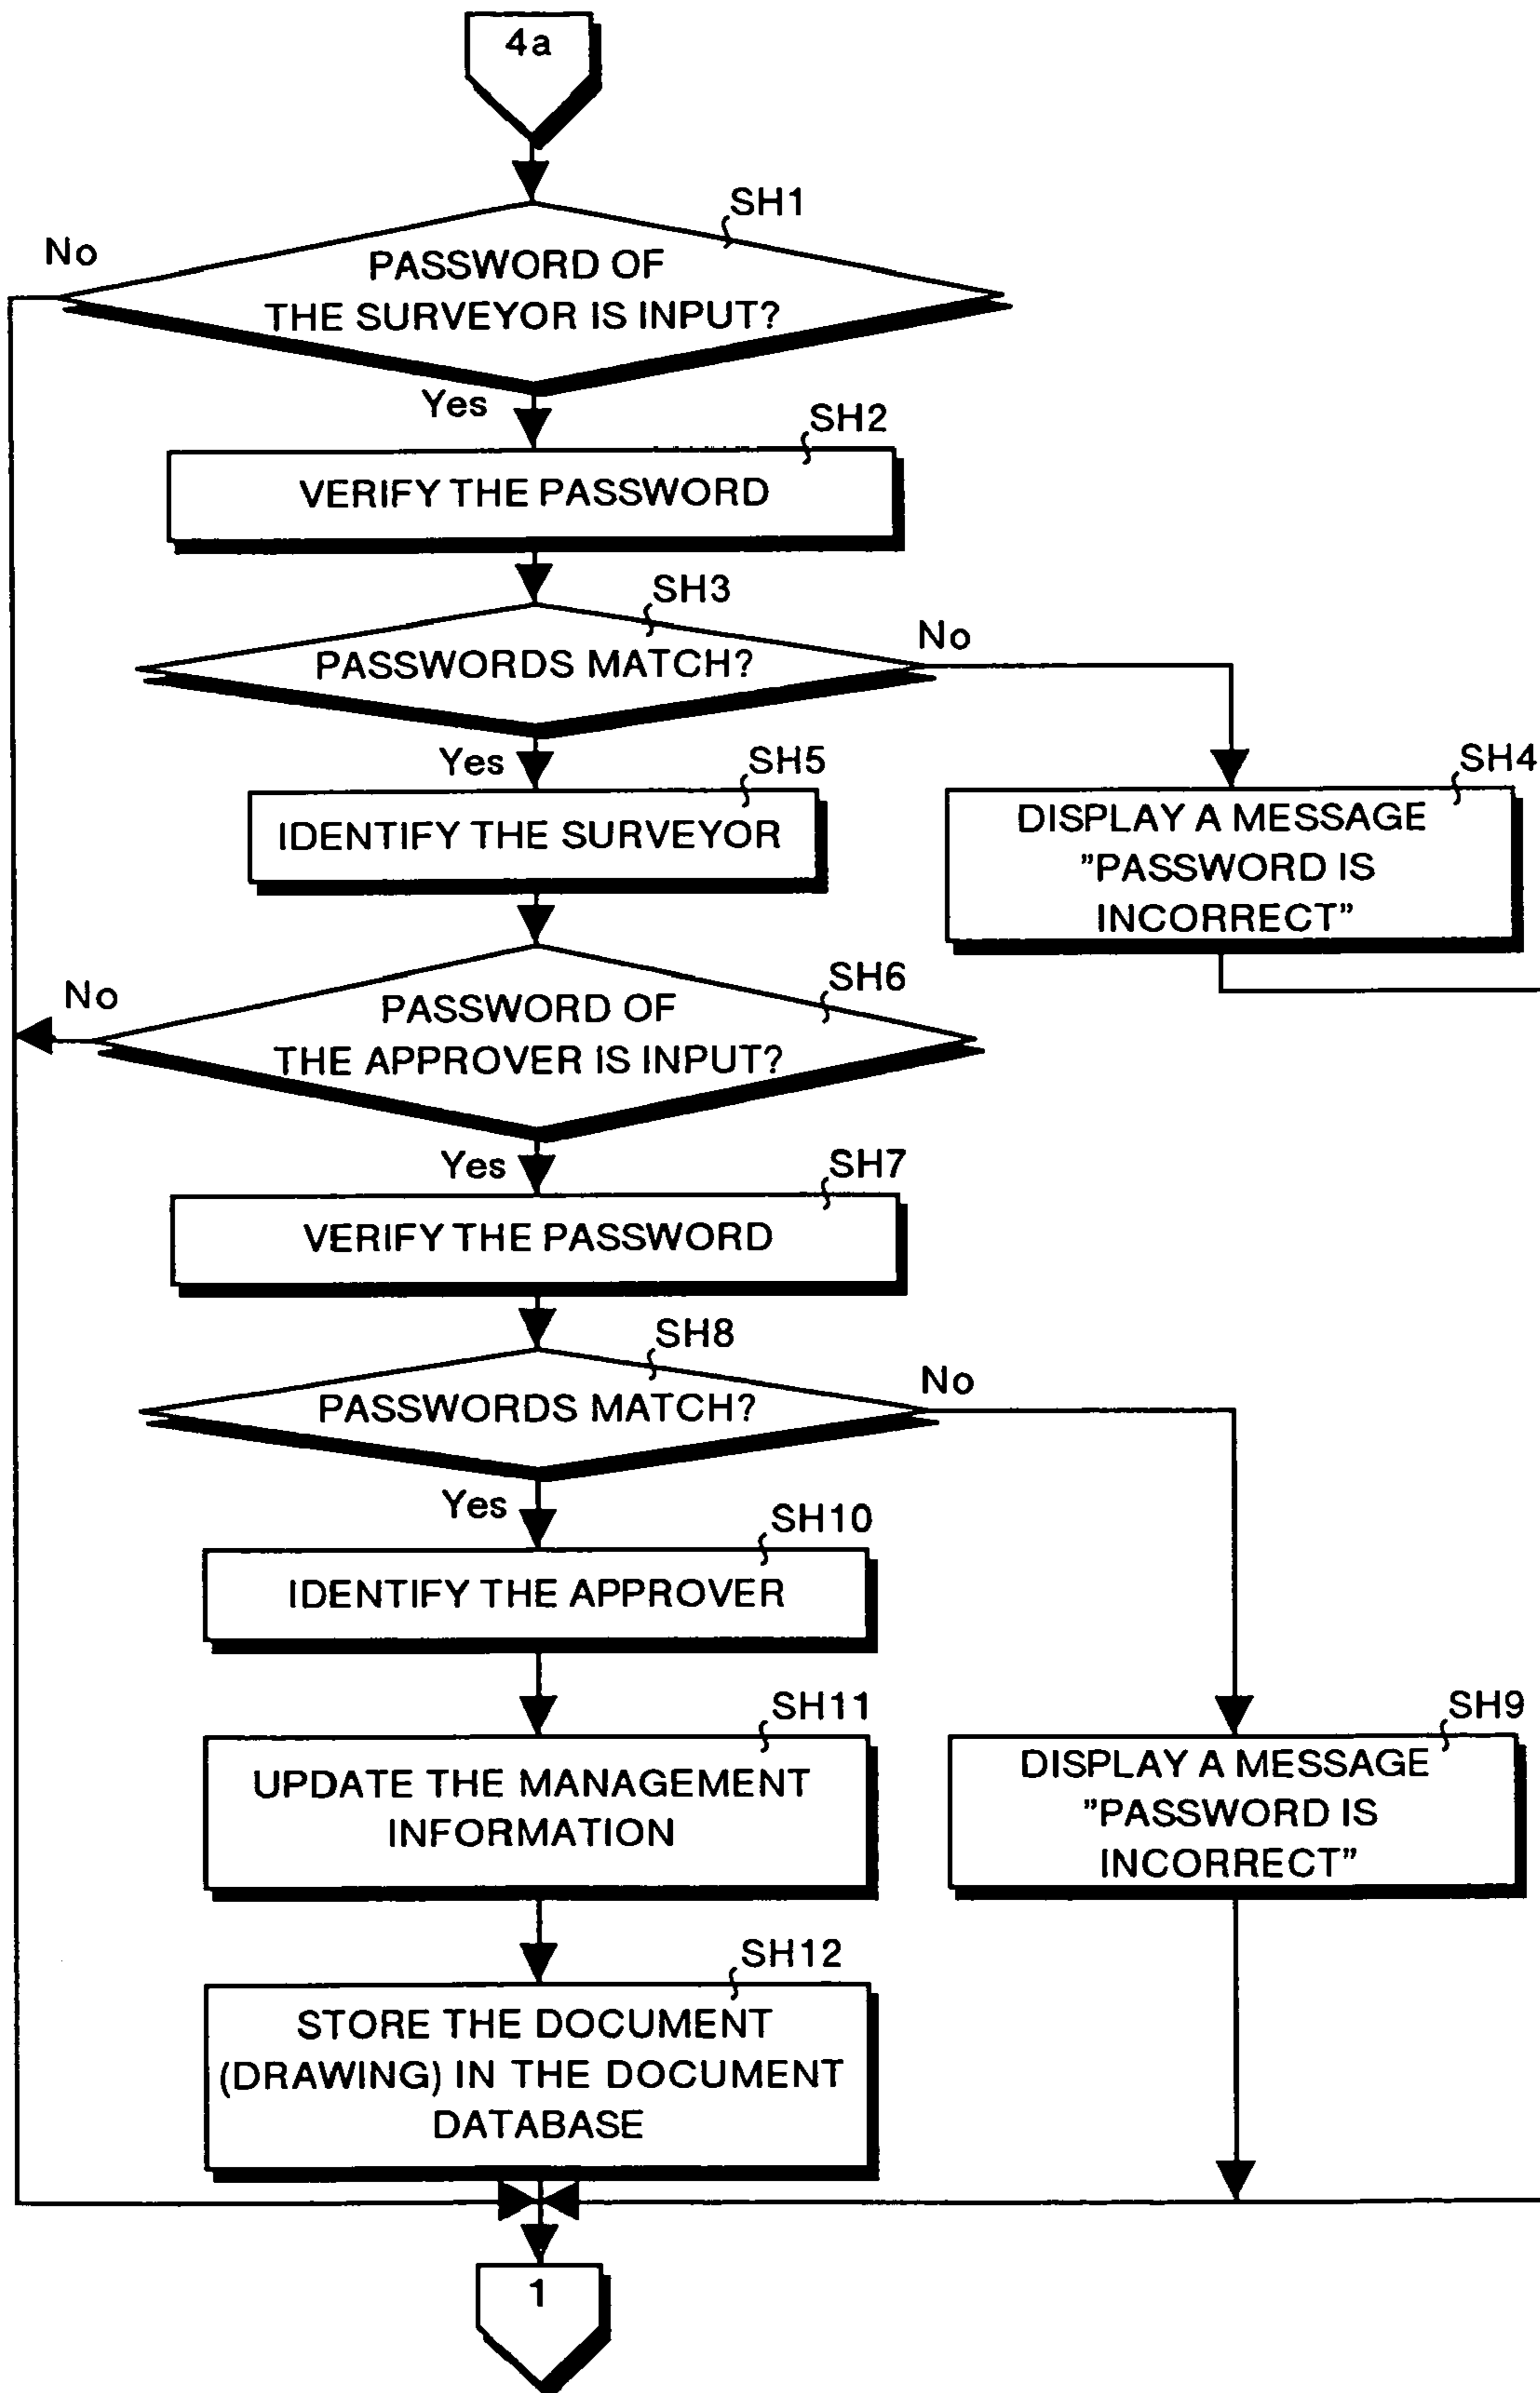 4a
SH1
No
PASSWORD OF
THE SURVEYOR IS INPUT?
Yes
SH2
VERIFY THE PASSWORD
SH3
No
PASSWORDS MATCH?
Yes
SH5
SH4
IDENTIFY THE SURVEYOR
DISPLAY A MESSAGE
"PASSWORD IS
INCORRECT"
SH6
No
PASSWORD OF
THE APPROVER IS INPUT?
Yes
SH7
VERIFY THE PASSWORD
SH8
No
PASSWORDS MATCH?
Yes
SH10
IDENTIFY THE APPROVER
SH11
SH9
UPDATE THE MANAGEMENT
INFORMATION
DISPLAY A MESSAGE
"PASSWORD IS
INCORRECT"
SH12
STORE THE DOCUMENT
(DRAWING) IN THE DOCUMENT
DATABASE
1